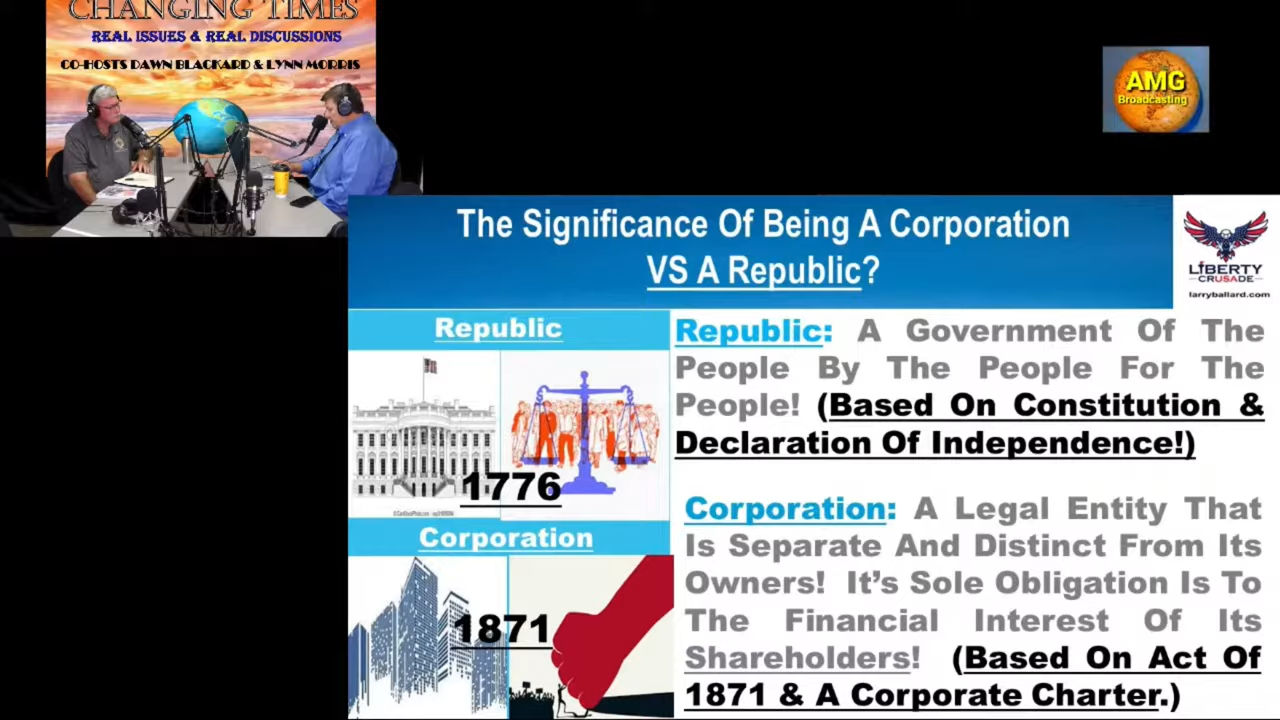 CHANGING TIMES
REAL ISSUES & REAL DISCUSSIONS
CO-HOSTS DAWN BLACKARD & LYNN MORRIS
AMG
Broadcasting
The Significance Of Being A Corporation
VS A Republic?
LIBERTY
CRUSADE
larryballard.com
Republic
1776
Corporation
1871
Republic: A Government Of The
People By The People For The
People! (Based On Constitution &
Declaration Of Independence!)
Corporation: A Legal Entity That
Is Separate And Distinct From Its
Owners! It's Sole Obligation Is To
The Financial Interest Of Its
Shareholders! (Based On Act Of
1871 & A Corporate Charter.)